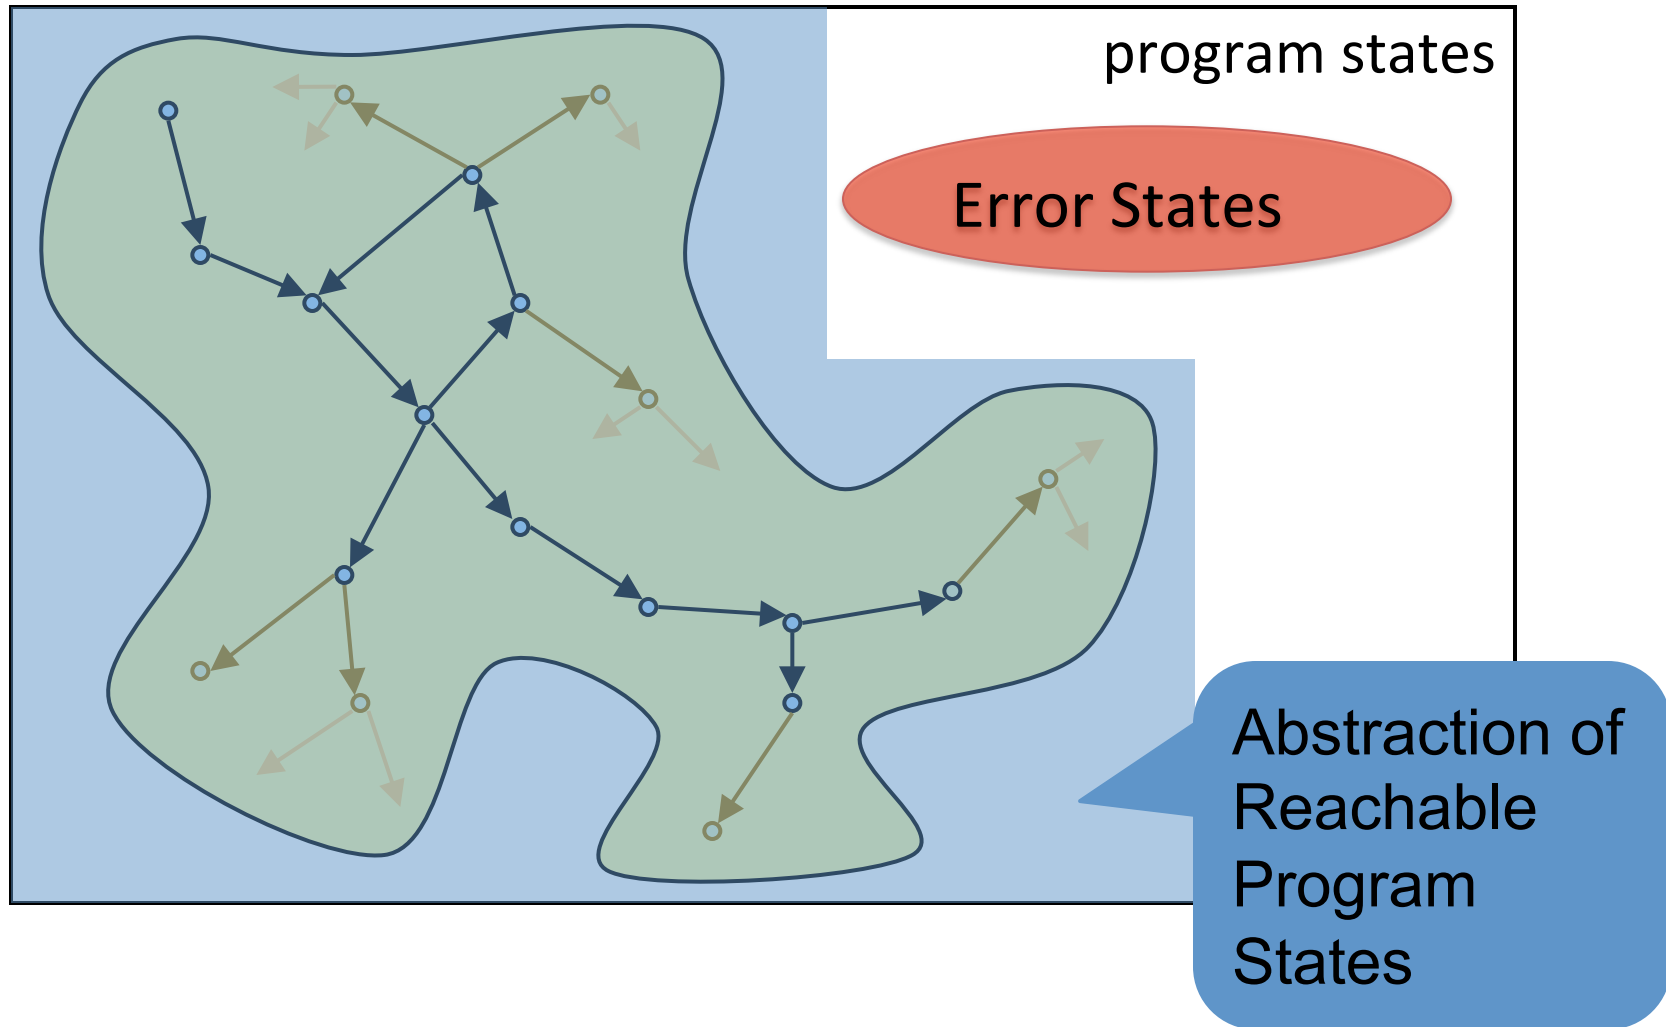 program states
Error States
Abstraction of
Reachable
Program
States